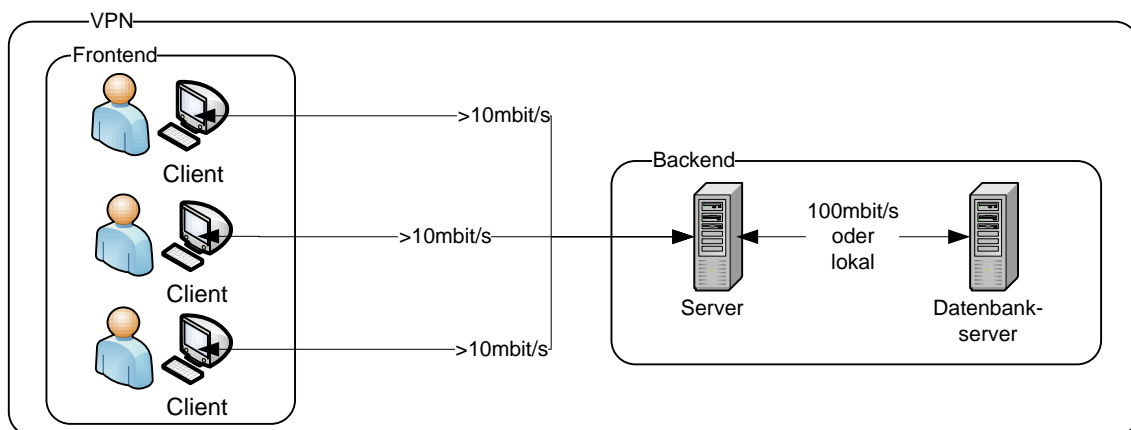 VPN
Frontend
>10mbit/s
Client
Backend
>10mbit/s
100mbit/s
oder
lokal
Client
Server
Datenbank-
server
>10mbit/s
Client